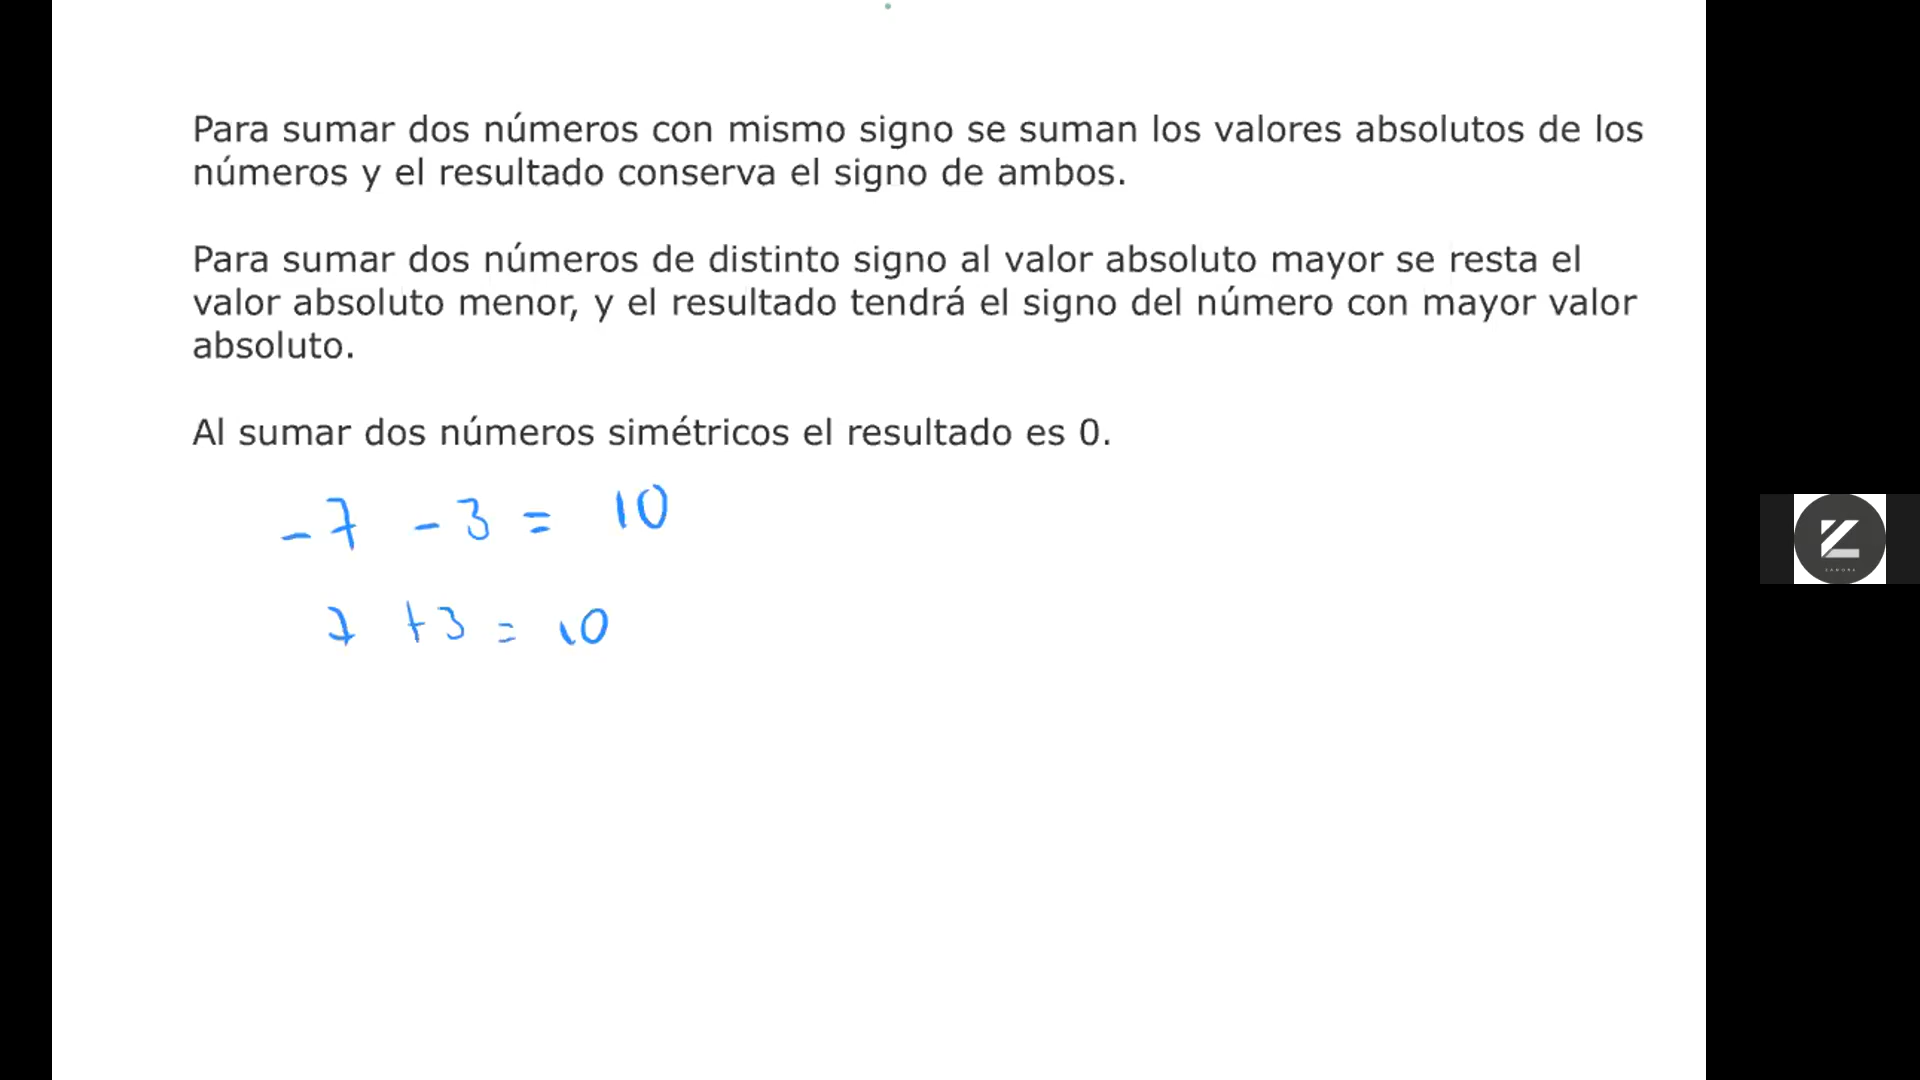 Para sumar dos números con mismo signo se suman los valores absolutos de los
números y el resultado conserva el signo de ambos.
Para sumar dos números de distinto signo al valor absoluto mayor se resta el
valor absoluto menor, y el resultado tendrá el signo del número con mayor valor
absoluto.
Al sumar dos números simétricos el resultado es 0.
-7 -3 = 10
7 +3 = 10